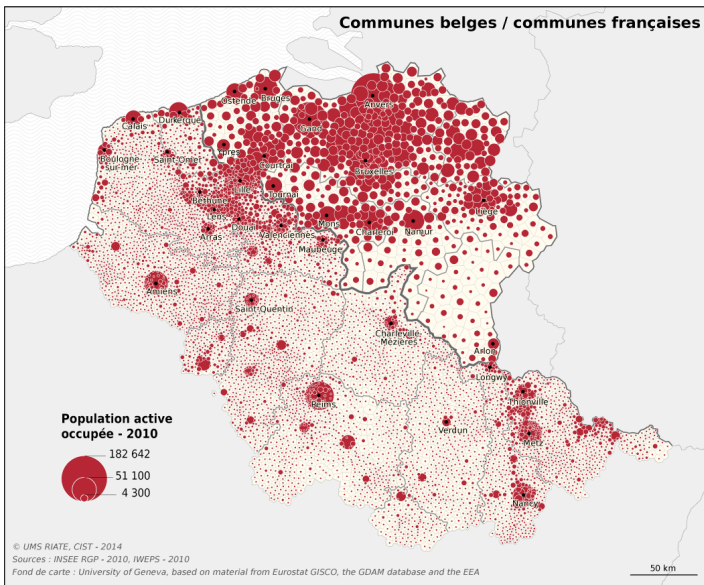 Communes belges / communes françaises
Ostende
Bruges
Anvers
Calais
Dunkerque
Gand
Ypres
Boulogne-
sur-mer
Saint-Omer
Courtrai
Bruxelles
Lille
Tournai
Béthune
Liège
Lens
Mons
Douai
Charleroi
Namur
Arras
Valenciennes
Maubeuge
Amiens
Saint-Quentin
Charleville-
Mézières
Arlon
Longwy
Reims
Thionville
Verdun
Metz
Nancy
Population active
occupée - 2010
182 642
51 100
4 300
© UMS RIATE, CIST - 2014
Sources : INSEE RGP - 2010, IWEPS - 2010
Fond de carte : University of Geneva, based on material from Eurostat GISCO, the GDAM database and the EEA
50 km